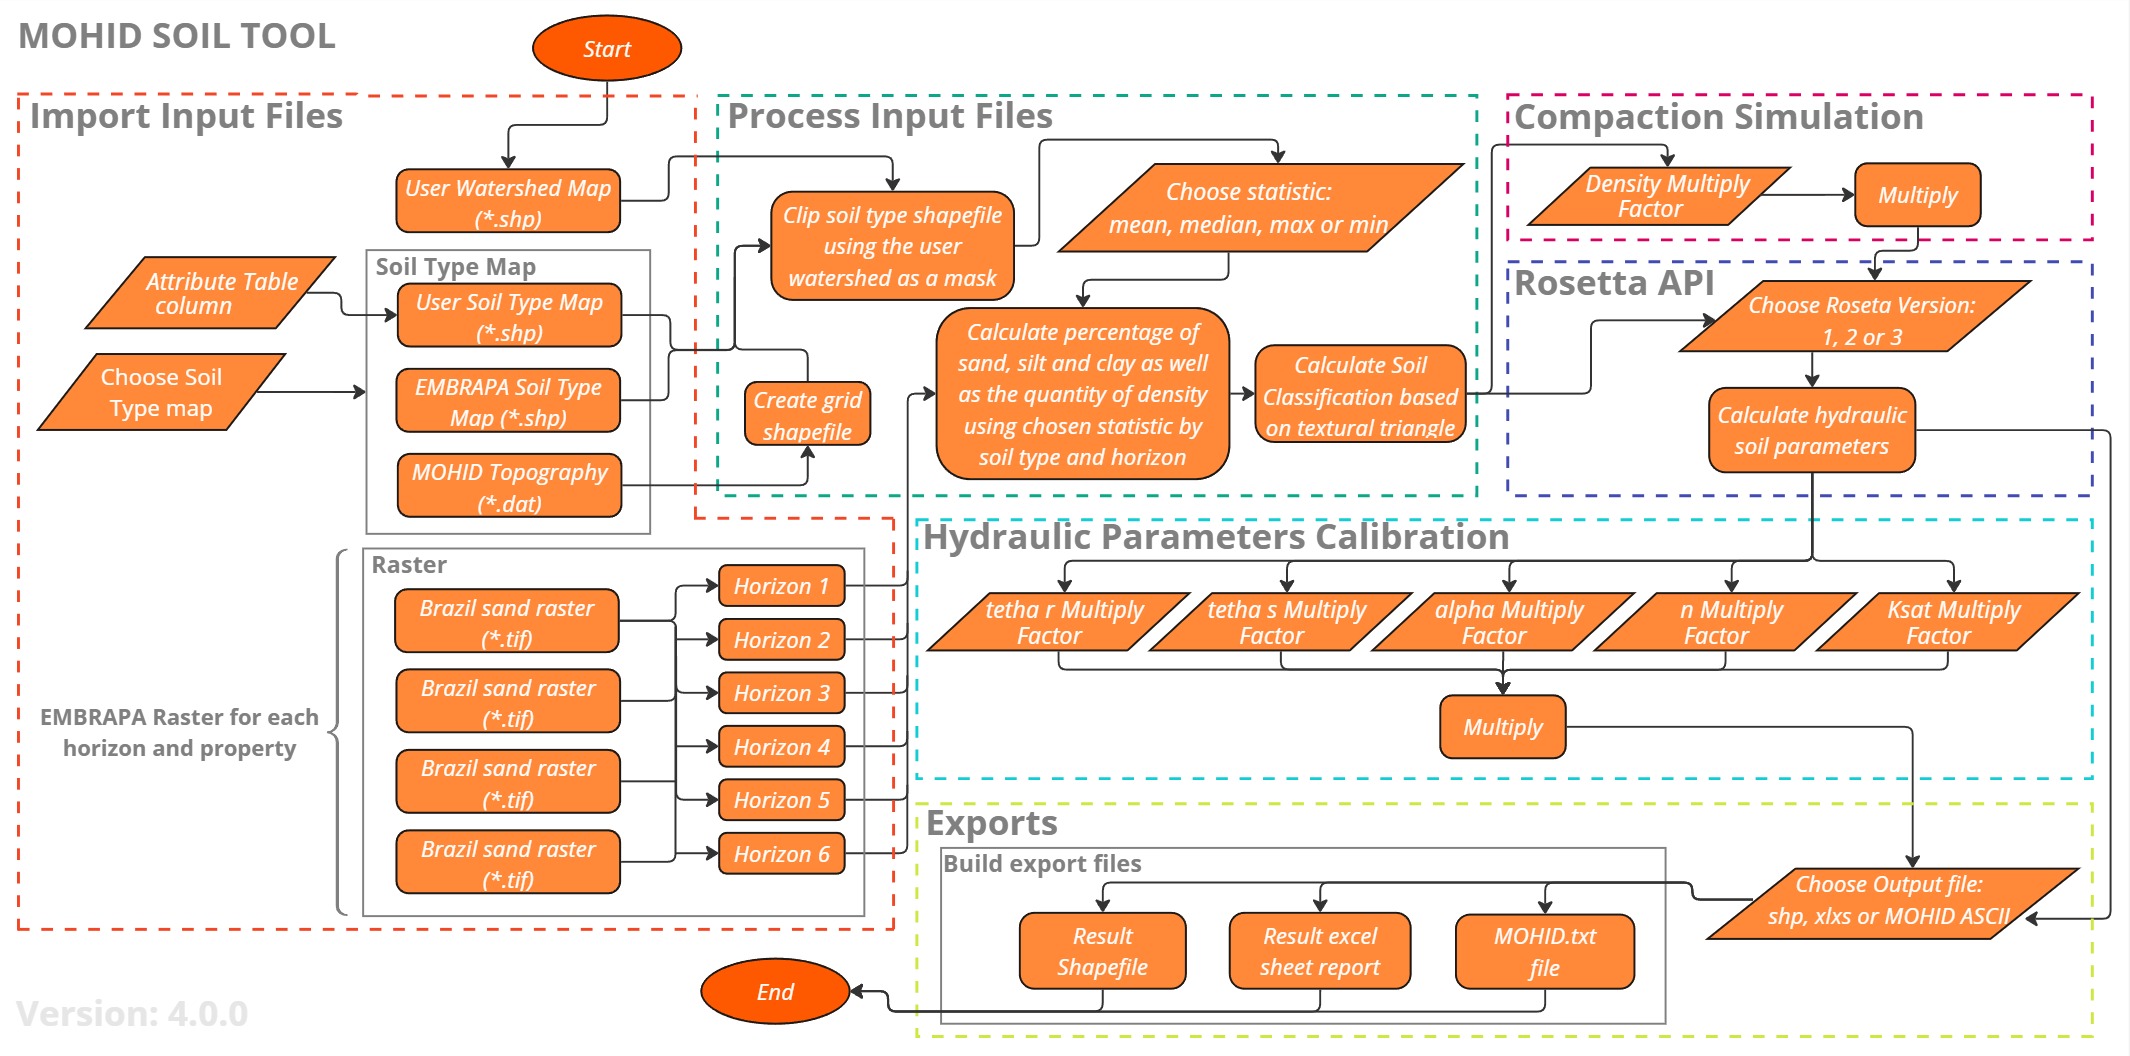 MOHID SOIL TOOL
Start
Import Input Files
User Watershed Map
(*.shp)
Attribute Table
column
Choose Soil
Type map
Soil Type Map
User Soil Type Map
(*.shp)
EMBRAPA Soil Type
Map (*.shp)
MOHID Topography
(*.dat)
EMBRAPA Raster for each
horizon and property
Raster
Brazil sand raster
(*.tif)
Brazil sand raster
(*.tif)
Brazil sand raster
(*.tif)
Brazil sand raster
(*.tif)
Horizon 1
Horizon 2
Horizon 3
Horizon 4
Horizon 5
Horizon 6
Process Input Files
Clip soil type shapefile
using the user
watershed as a mask
Choose statistic:
mean, median, max or min
Create grid
shapefile
Calculate percentage of
sand, silt and clay as well
as the quantity of density
using chosen statistic by
soil type and horizon
Calculate Soil
Classification based
on textural triangle
Compaction Simulation
Density Multiply
Factor
Multiply
Rosetta API
Choose Roseta Version:
1, 2 or 3
Calculate hydraulic
soil parameters
Hydraulic Parameters Calibration
tetha r Multiply
Factor
tetha s Multiply
Factor
alpha Multiply
Factor
n Multiply
Factor
Ksat Multiply
Factor
Multiply
Exports
Build export files
Choose Output file:
shp, xlxs or MOHID ASCII
Result
Shapefile
Result excel
sheet report
MOHID.txt
file
End
Version: 4.0.0